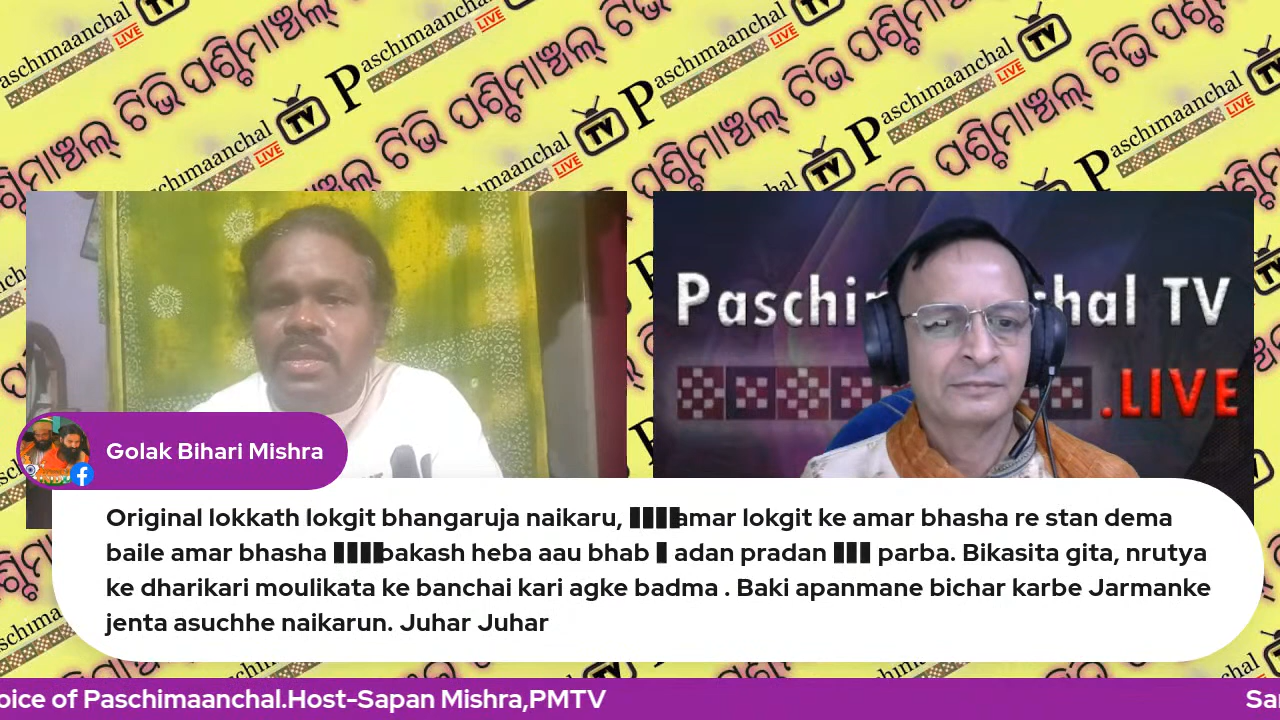 Paschimaanchal TV
ପଶ୍ଚିମାଞ୍ଚଲ୍ ଟିଭି
LIVE
.LIVE
Golak Bihari Mishra
Original lokkath lokgit bhangaruja naikaru, amar lokgit ke amar bhasha re stan dema
baile amar bhasha bakash heba aau bhab adan pradan parba. Bikasita gita, nrutya
ke dharikari moulikata ke banchai kari agke badma . Baki apanmane bichar karbe Jarmanke
jenta asuchhe naikarun. Juhar Juhar
oice of Paschimaanchal.Host-Sapan Mishra,PMTV